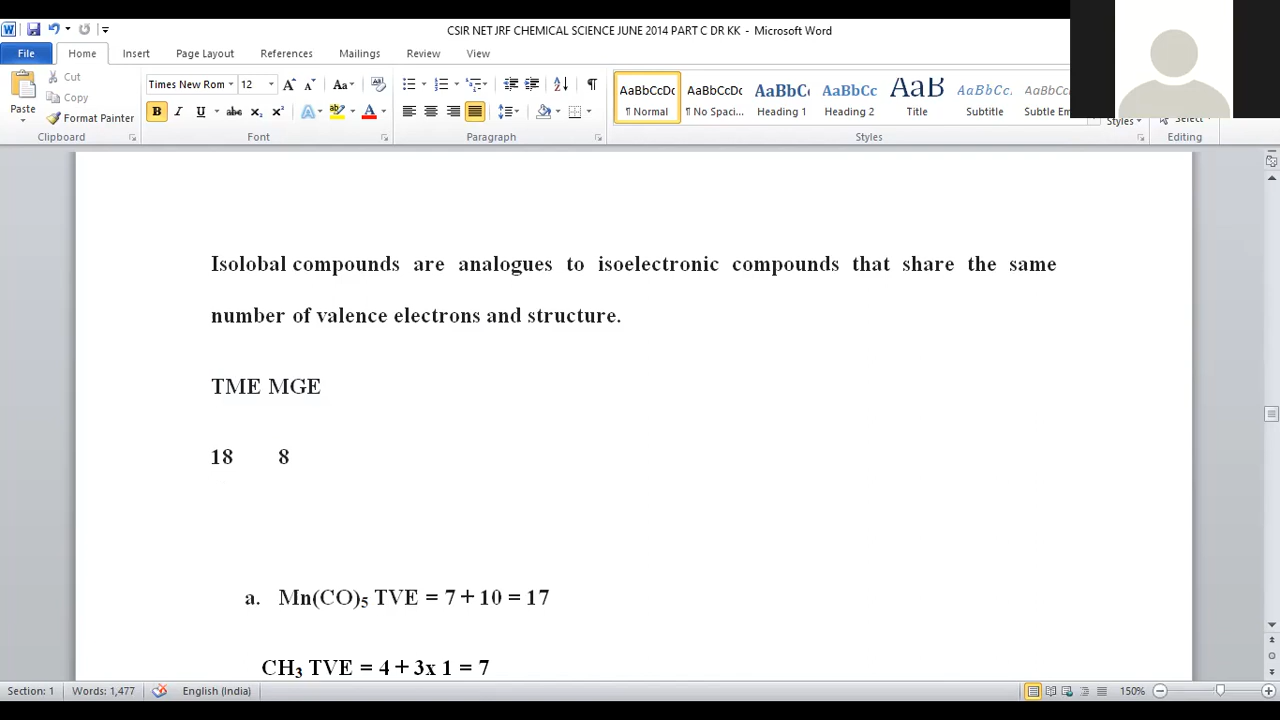 CSIR NET JRF CHEMICAL SCIENCE JUNE 2014 PART C DR KK - Microsoft Word
File Home Insert Page Layout References Mailings Review View
Cut
Copy
Paste Format Painter
Times New Rom 12
AaBbCcDc AaBbCcDc AaBbCc AaBbCc AaB AaBbCc. AaBbCc
¶ Normal ¶ No Spaci... Heading 1 Heading 2 Title Subtitle Subtle Em Styles Select
Clipboard Font Paragraph Styles Editing
Isolobal compounds are analogues to isoelectronic compounds that share the same
number of valence electrons and structure.
TME MGE
18 8
a. Mn(CO)₅ TVE = 7 + 10 = 17
CH₃ TVE = 4 + 3x 1 = 7
Section: 1 Words: 1,477 English (India) 150%